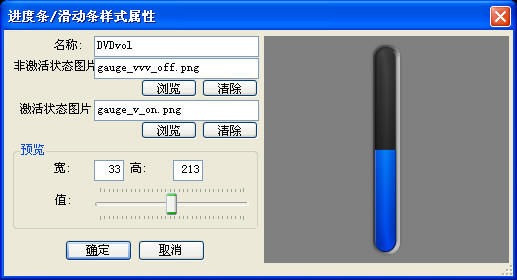 进度条/滑动条样式属性
名称:
DVDvol
非激活状态图片
gauge_vvv_off.png
浏览 清除
激活状态图片
gauge_v_on.png
浏览 清除
预览
宽: 33 高: 213
值:
确定 取消